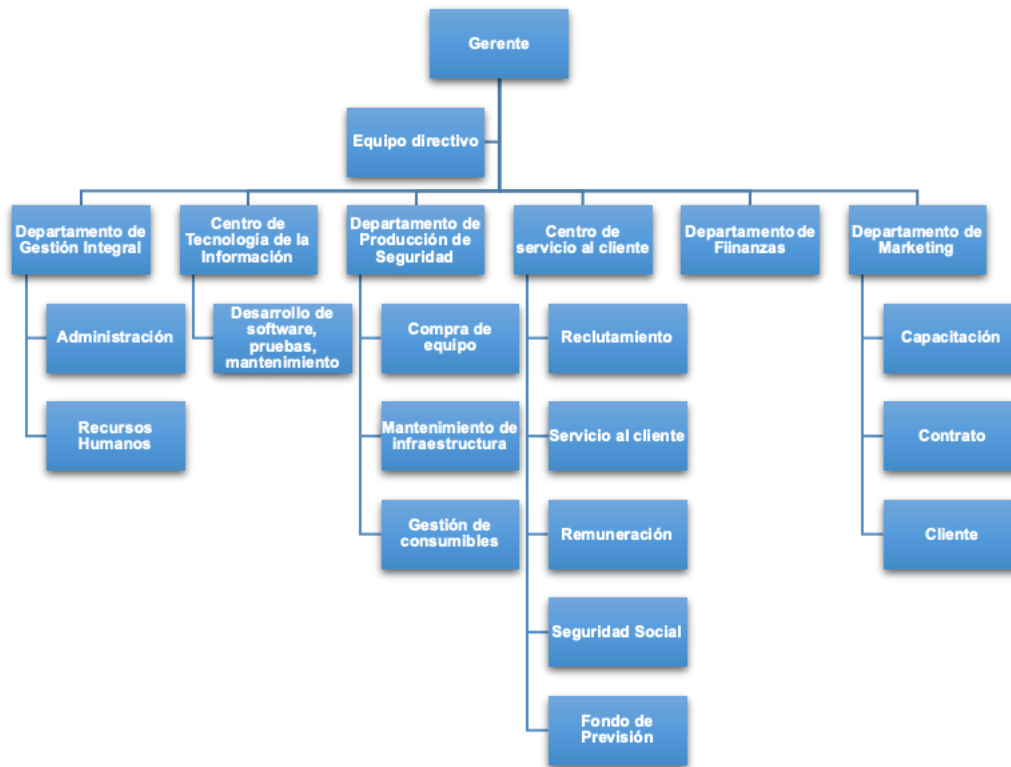 Gerente
Equipo directivo
Departamento de
Gestión Integral
Centro de
Tecnología de la
Información
Departamento de
Producción de
Seguridad
Centro de
servicio al cliente
Departamento de
Fiinanzas
Departamento de
Marketing
Administración
Desarrollo de
software,
pruebas,
mantenimiento
Compra de
equipo
Reclutamiento
Capacitación
Recursos
Humanos
Mantenimiento de
infraestructura
Servicio al cliente
Contrato
Gestión de
consumibles
Remuneración
Cliente
Seguridad Social
Fondo de
Previsión